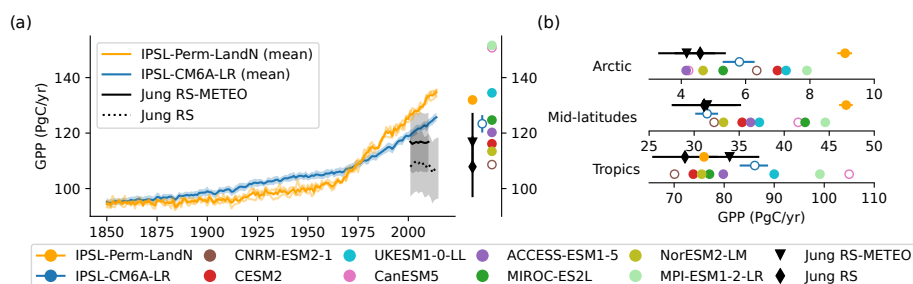 (a)
IPSL-Perm-LandN (mean)
IPSL-CM6A-LR (mean)
Jung RS-METEO
Jung RS
GPP (PgC/yr)
140
120
100
1850 1875 1900 1925 1950 1975 2000
140
120
100
(b)
Arctic
4 6 8 10
Mid-latitudes
25 30 35 40 45 50
Tropics
70 80 90 100 110
GPP (PgC/yr)
IPSL-Perm-LandN CNRM-ESM2-1 UKESM1-0-LL ACCESS-ESM1-5 NorESM2-LM Jung RS-METEO
IPSL-CM6A-LR CESM2 CanESM5 MIROC-ES2L MPI-ESM1-2-LR Jung RS